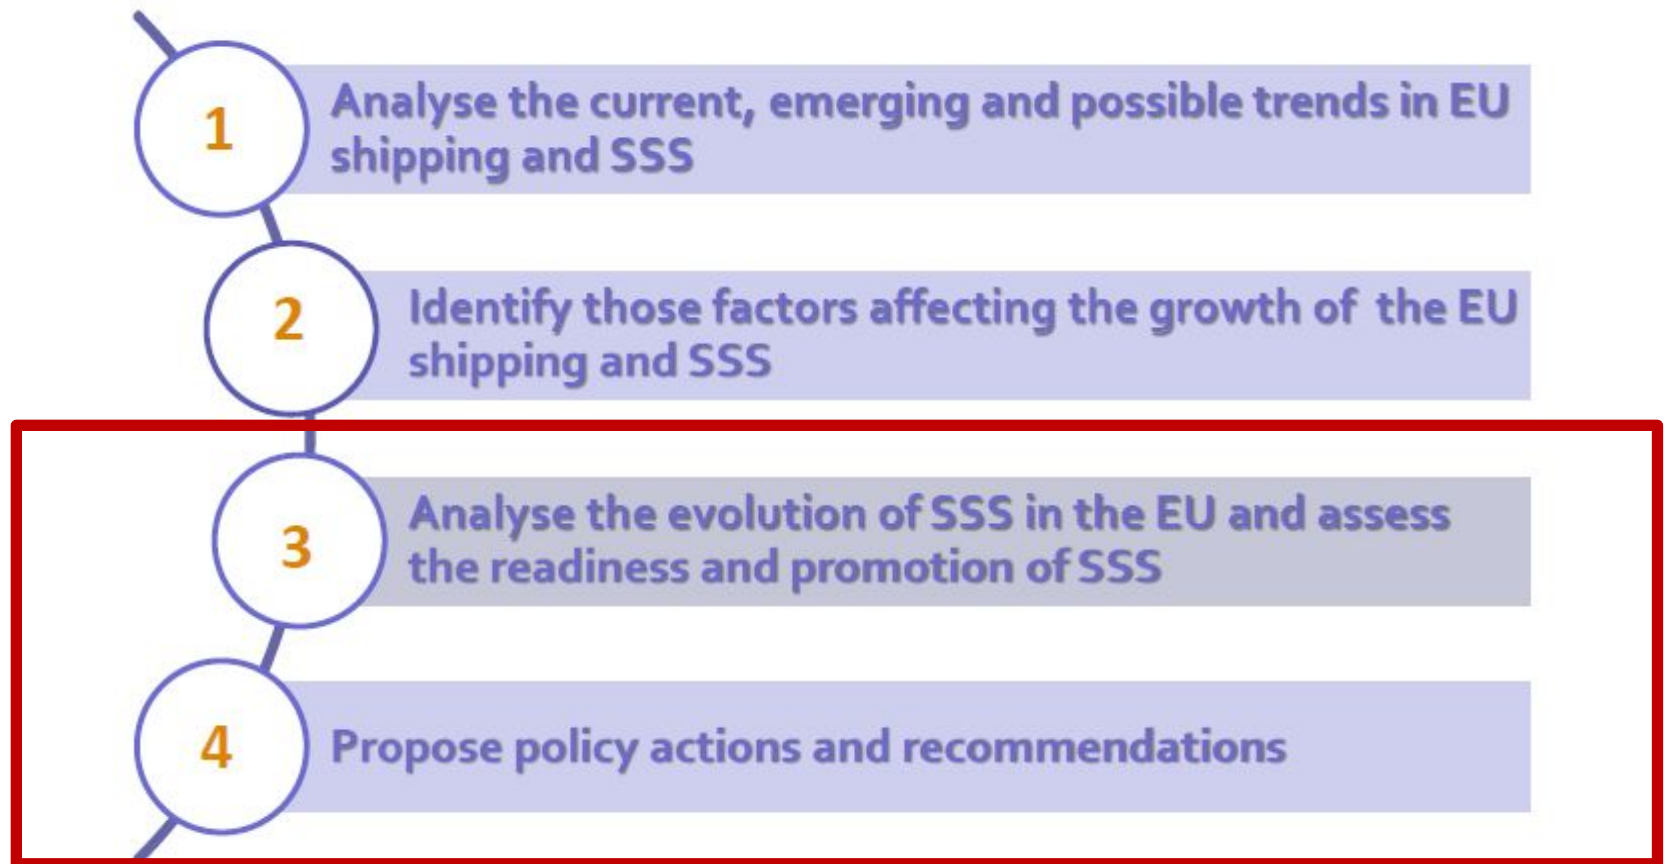 1
Analyse the current, emerging and possible trends in EU
shipping and SSS
2
Identify those factors affecting the growth of the EU
shipping and SSS
3
Analyse the evolution of SSS in the EU and assess
the readiness and promotion of SSS
4
Propose policy actions and recommendations